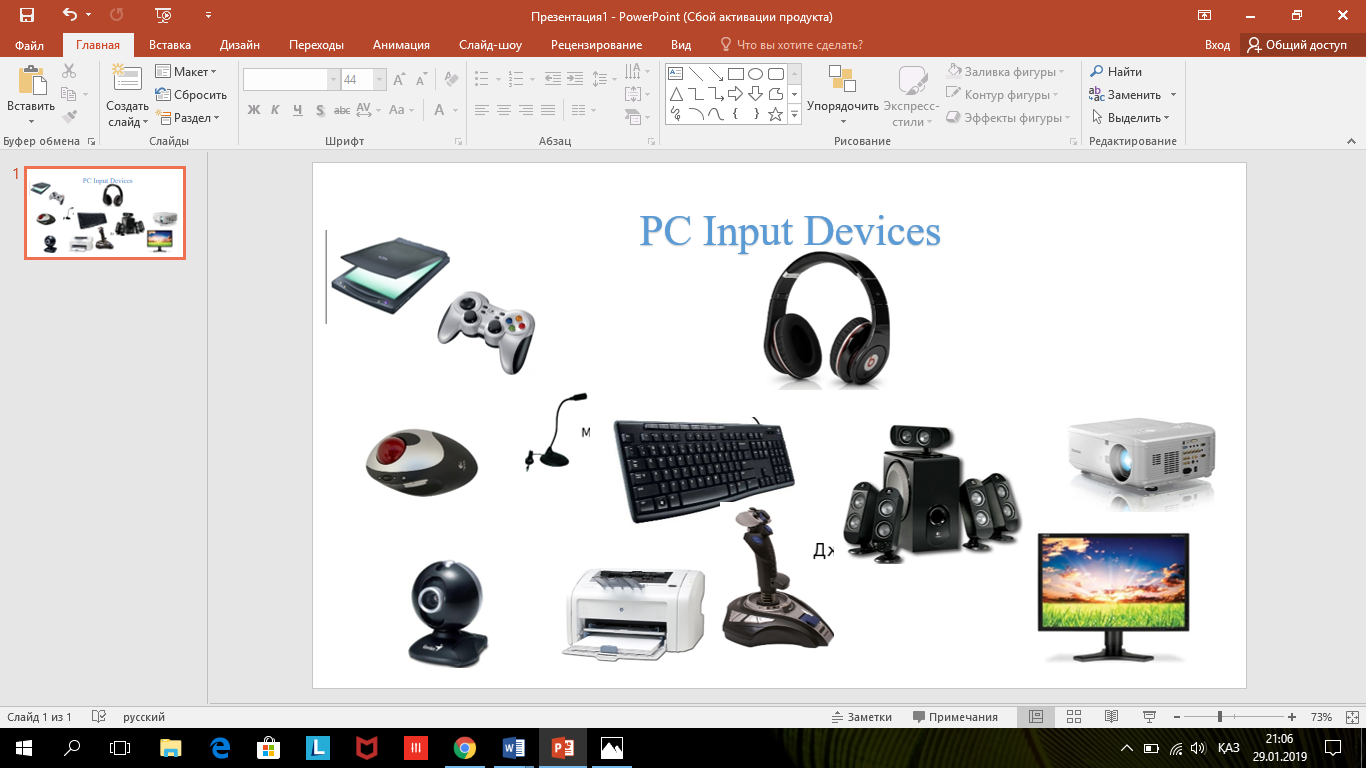 Презентация1 - PowerPoint (Сбой активации продукта)
Файл Главная Вставка Дизайн Переходы Анимация Слайд-шоу Рецензирование Вид Что вы хотите сделать? Вход Общий доступ
Вставить
Буфер обмена
Создать слайд
Макет
Сбросить
Раздел
Слайды
44
Ж К Ч S abc AV Aa A
Шрифт
Абзац
Упорядочить
Экспресс-стили
Заливка фигуры
Контур фигуры
Эффекты фигуры
Рисование
Найти
Заменить
Выделить
Редактирование
1
PC Input Devices
PC Input Devices
М
Дж
Слайд 1 из 1 русский Заметки Примечания 73%
ҚАЗ
21:06
29.01.2019